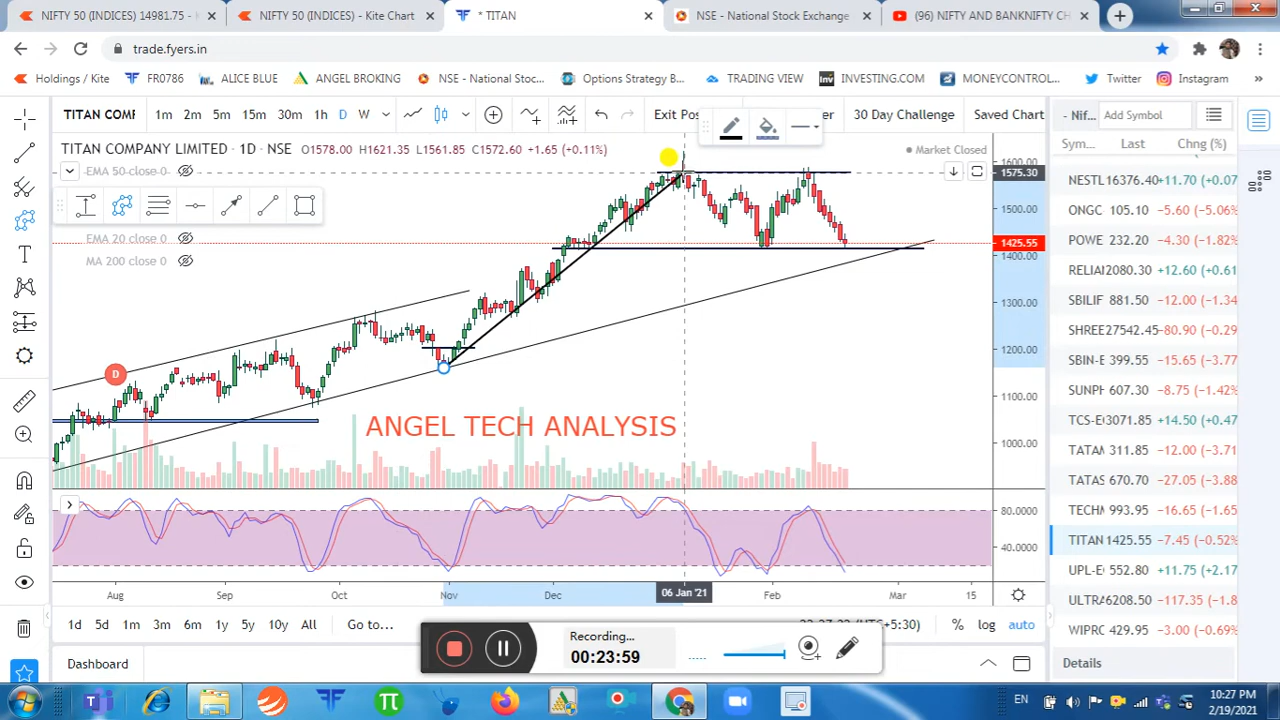 NIFTY 50 (INDICES) 14981.75 -
NIFTY 50 (INDICES) - Kite Chart
* TITAN
NSE - National Stock Exchange
(96) NIFTY AND BANKNIFTY CH
trade.fyers.in
Holdings / Kite
FR0786
ALICE BLUE
ANGEL BROKING
NSE - National Stoc...
Options Strategy B...
TRADING VIEW
INVESTING.COM
MONEYCONTROL...
Twitter
Instagram
»
TITAN COMF
1m
2m
5m
15m
30m
1h
D
W
Exit Pos
er
30 Day Challenge
Saved Chart
- Nif...
Add Symbol
TITAN COMPANY LIMITED · 1D · NSE O1578.00 H1621.35 L1561.85 C1572.60 +1.65 (+0.11%)
Market Closed
Sym...
Last
Chng (%)
EMA 50 close 0
EMA 20 close 0
MA 200 close 0
1600.00
1575.30
1500.00
1425.55
1400.00
1300.00
1200.00
1100.00
1000.00
80.0000
40.0000
D
ANGEL TECH ANALYSIS
NESTL 16376.40 +11.70 (+0.07
ONGC 105.10 -5.60 (-5.06%
POWE 232.20 -4.30 (-1.82%
RELIAI 2080.30 +12.60 (+0.61
SBILIF 881.50 -12.00 (-1.34
SHREE 27542.45 -80.90 (-0.29
SBIN-E 399.55 -15.65 (-3.77%
SUNPI 607.30 -8.75 (-1.42%
TCS-E( 3071.85 +14.50 (+0.47
TATAM 311.85 -12.00 (-3.71
TATAS 670.70 -27.05 (-3.88
TECHN 993.95 -16.65 (-1.65
TITAN 1425.55 -7.45 (-0.52%
UPL-E( 552.80 +11.75 (+2.17
ULTRA 6208.50 -117.35 (-1.8
WIPRC 429.95 -3.00 (-0.69%
Aug
Sep
Oct
Nov
Dec
06 Jan '21
Feb
Mar
15
1d
5d
1m
3m
6m
1y
5y
10y
All
Go to...
(UTC+5:30)
%
log
auto
Recording...
00:23:59
Dashboard
Details
EN
10:27 PM
2/19/2021